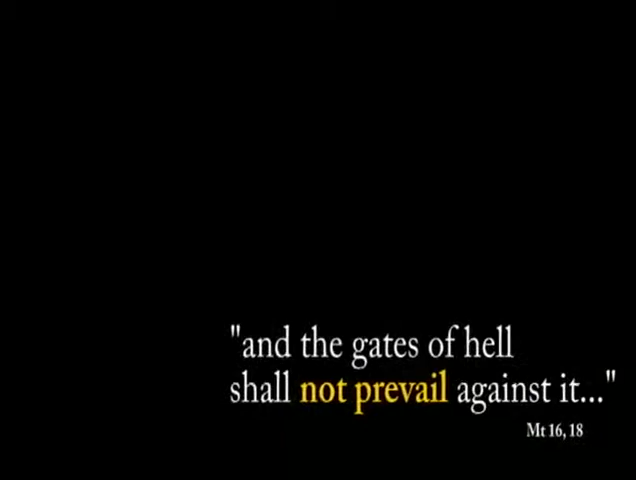 "and the gates of hell
shall not prevail against it..."
Mt 16, 18